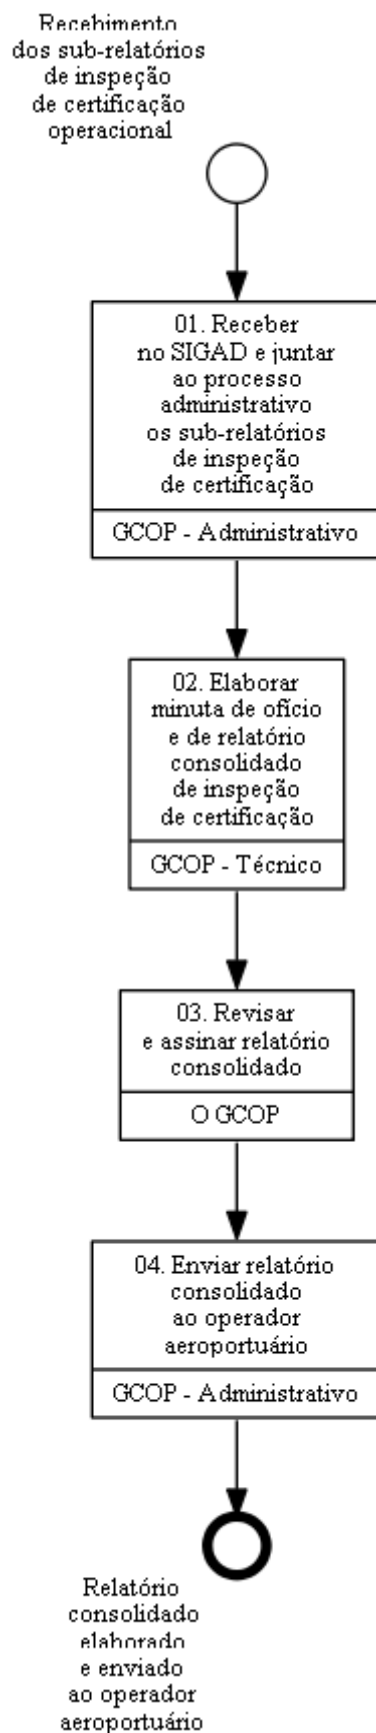 Recebimento
dos sub-relatórios
de inspeção
de certificação
operacional
01. Receber
no SIGAD e juntar
ao processo
administrativo
os sub-relatórios
de inspeção
de certificação
GCOP - Administrativo
02. Elaborar
minuta de ofício
e de relatório
consolidado
de inspeção
de certificação
GCOP - Técnico
03. Revisar
e assinar relatório
consolidado
O GCOP
04. Enviar relatório
consolidado
ao operador
aeroportuário
GCOP - Administrativo
Relatório
consolidado
elaborado
e enviado
ao operador
aeroportuário